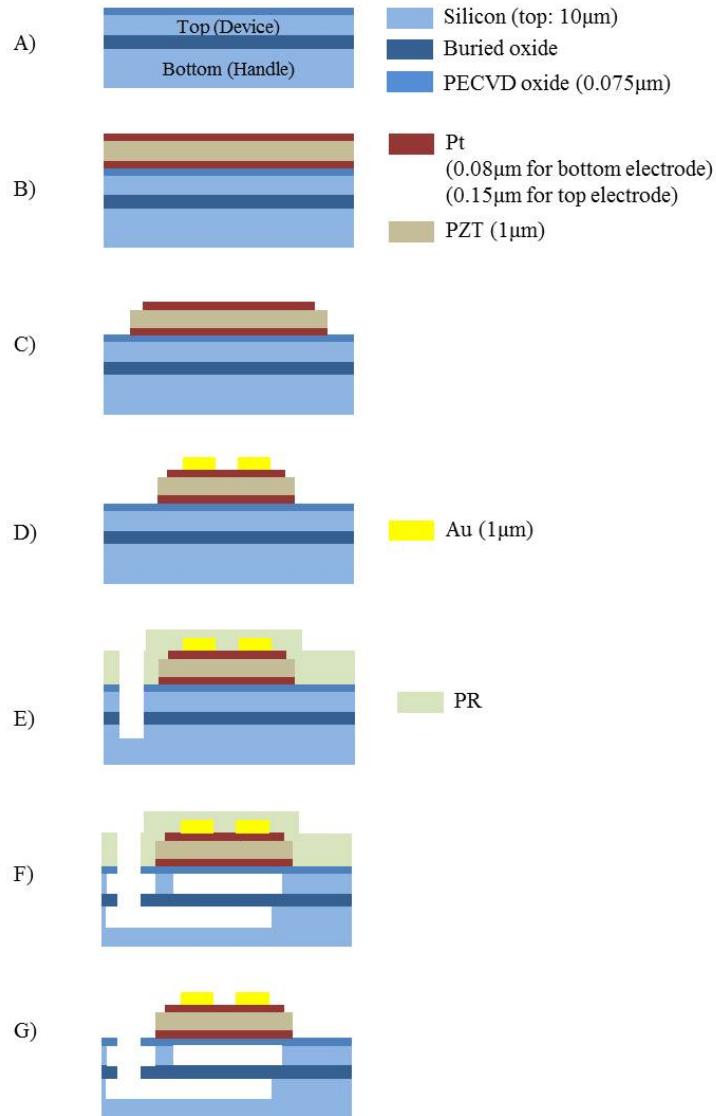 A)
Top (Device)
Bottom (Handle)
Silicon (top: 10μm)
Buried oxide
PECVD oxide (0.075μm)
B)
Pt
(0.08μm for bottom electrode)
(0.15μm for top electrode)
PZT (1μm)
C)
D)
Au (1μm)
E)
PR
F)
G)